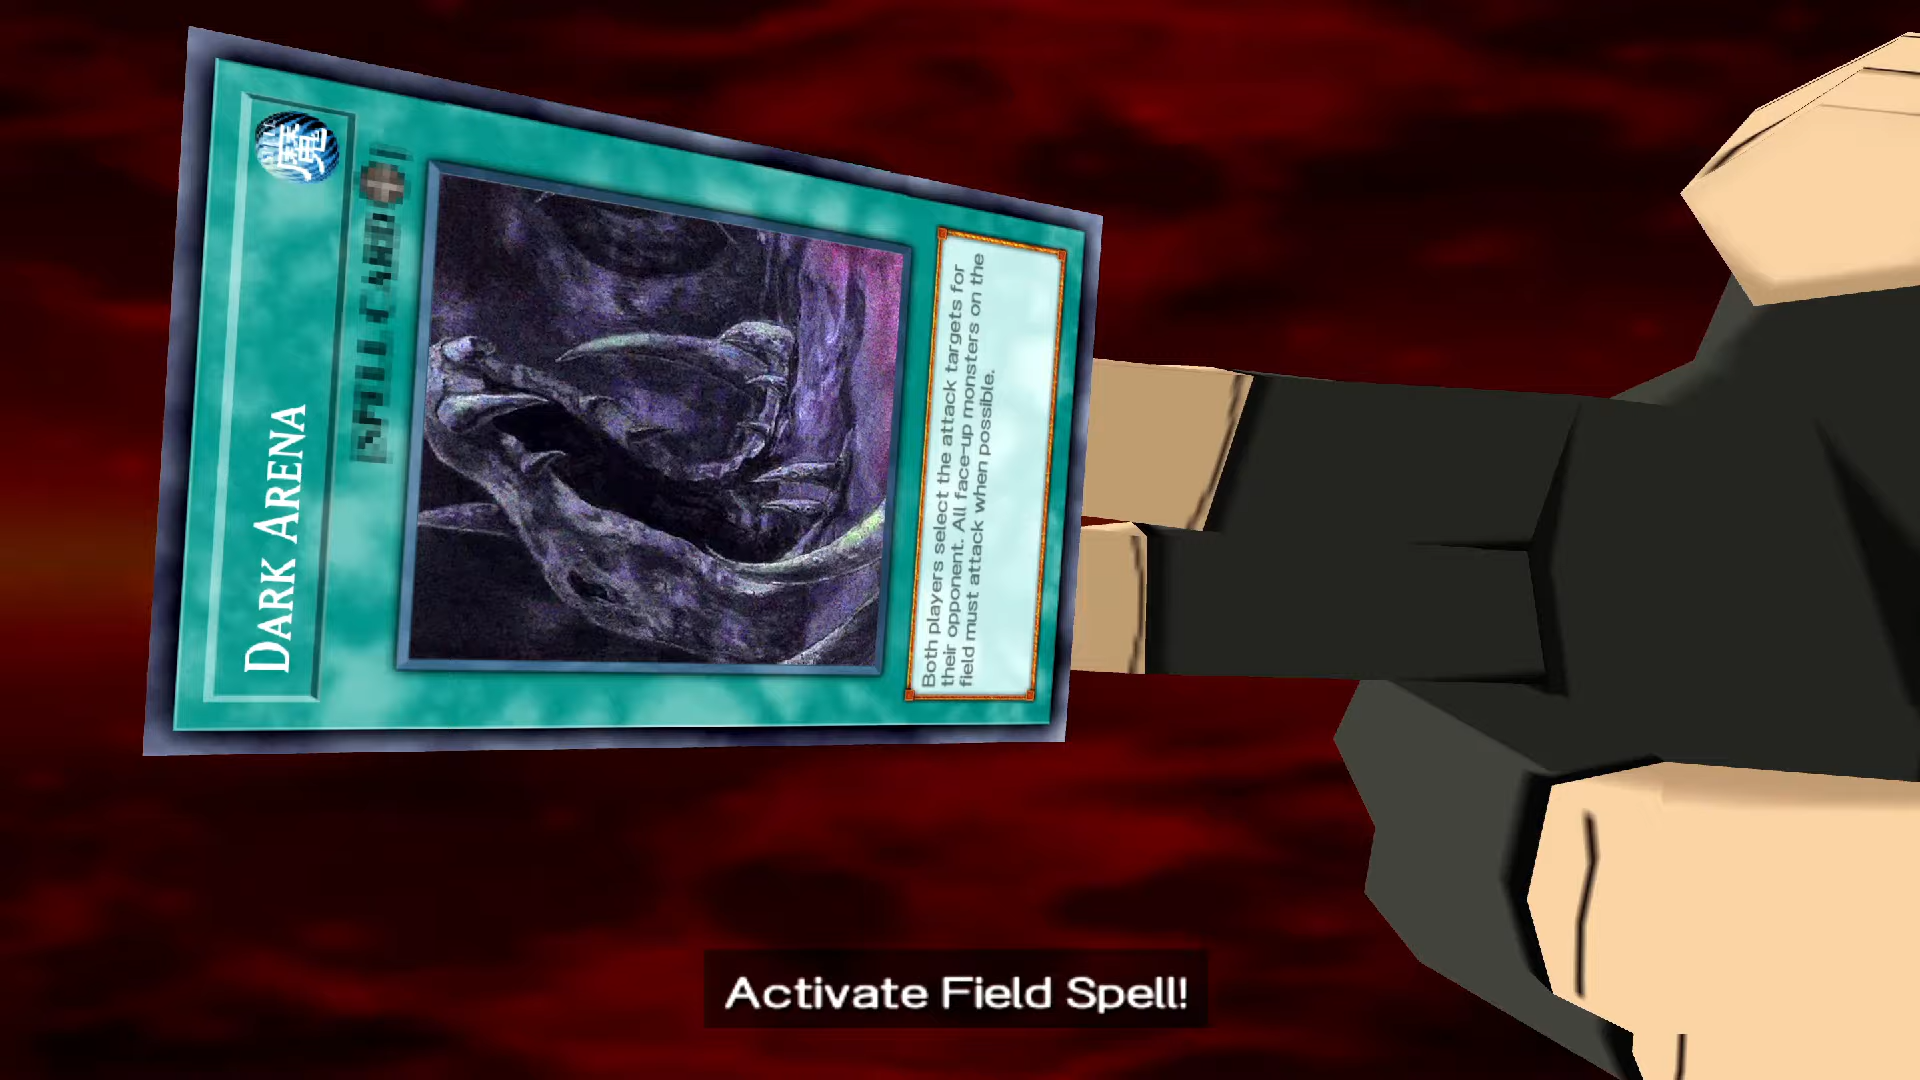 DARK ARENA
魔
Both players select the attack targets for
their opponent. All face-up monsters on the
field must attack when possible.
Activate Field Spell!